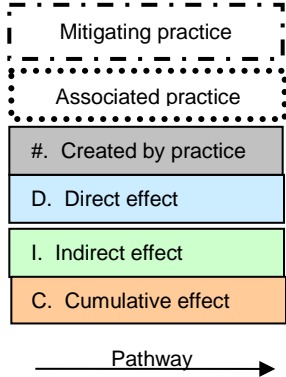 Mitigating practice
Associated practice
#. Created by practice
D. Direct effect
I. Indirect effect
C. Cumulative effect
Pathway